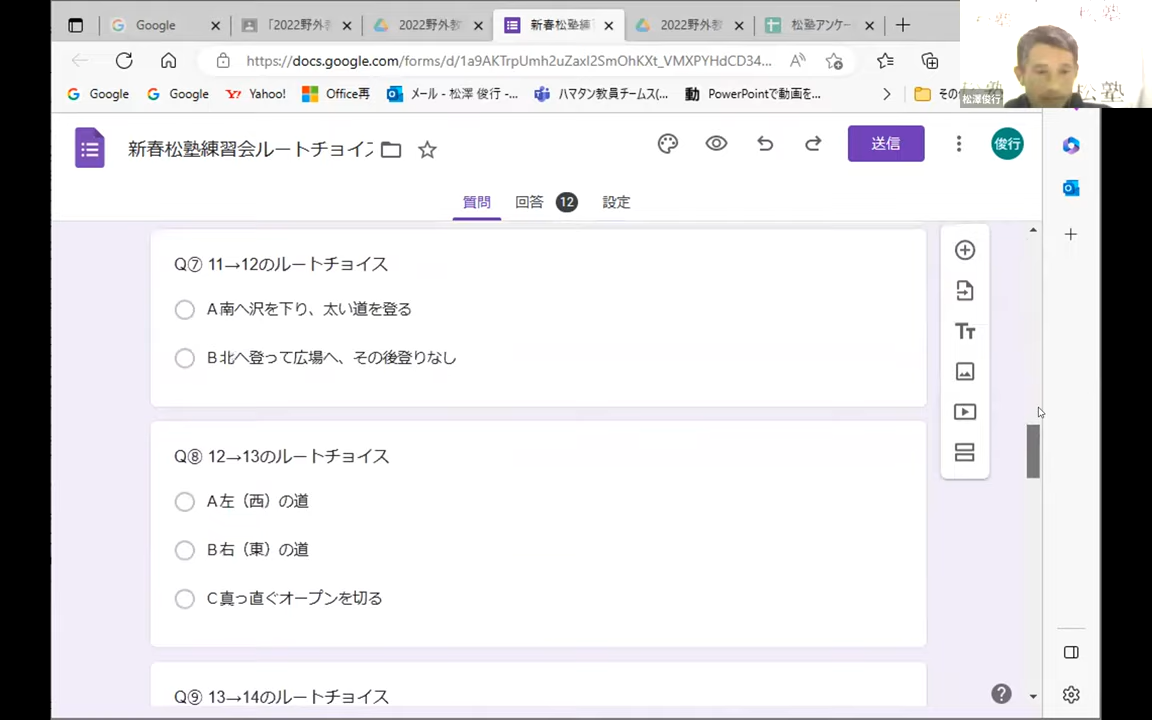 Google
「2022野外
2022野外教
新春松塾練
2022野外教
松塾アンケー
https://docs.google.com/forms/d/1a9AKTrpUmh2uZaxI2SmOhKXt_VMXPYHdCD34...
Google
Google
Yahoo!
Office再
メール - 松澤 俊行 -...
ハマタン教員チームス(...
PowerPointで動画を...
その
松澤俊行
松塾
新春松塾練習会ルートチョイス
送信
俊行
質問
回答 12
設定
Q⑦ 11→12のルートチョイス
A 南へ沢を下り、太い道を登る
B 北へ登って広場へ、その後登りなし
Q⑧ 12→13のルートチョイス
A 左（西）の道
B 右（東）の道
C 真っ直ぐオープンを切る
Q⑨ 13→14のルートチョイス